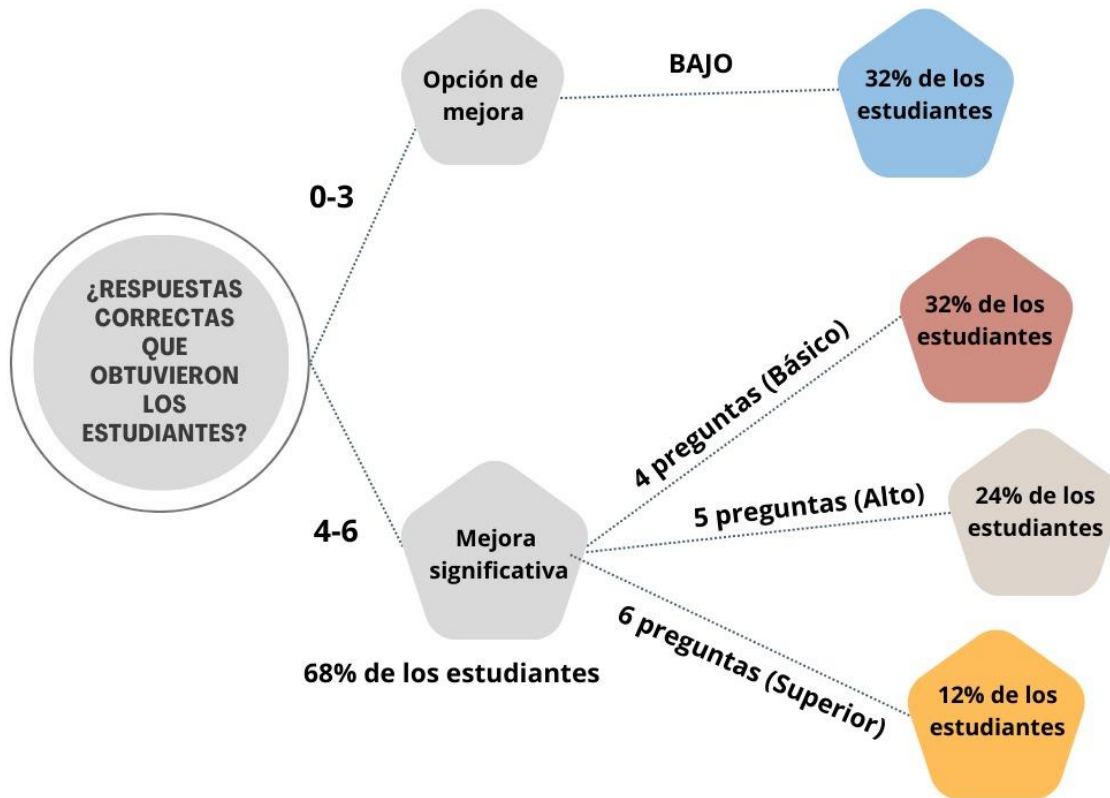 ¿RESPUESTAS
CORRECTAS
QUE
OBTUVIERON
LOS
ESTUDIANTES?
0-3
Opción de
mejora
BAJO
32% de los
estudiantes
4-6
Mejora
significativa
68% de los estudiantes
4 preguntas (Básico)
32% de los
estudiantes
5 preguntas (Alto)
24% de los
estudiantes
6 preguntas (Superior)
12% de los
estudiantes